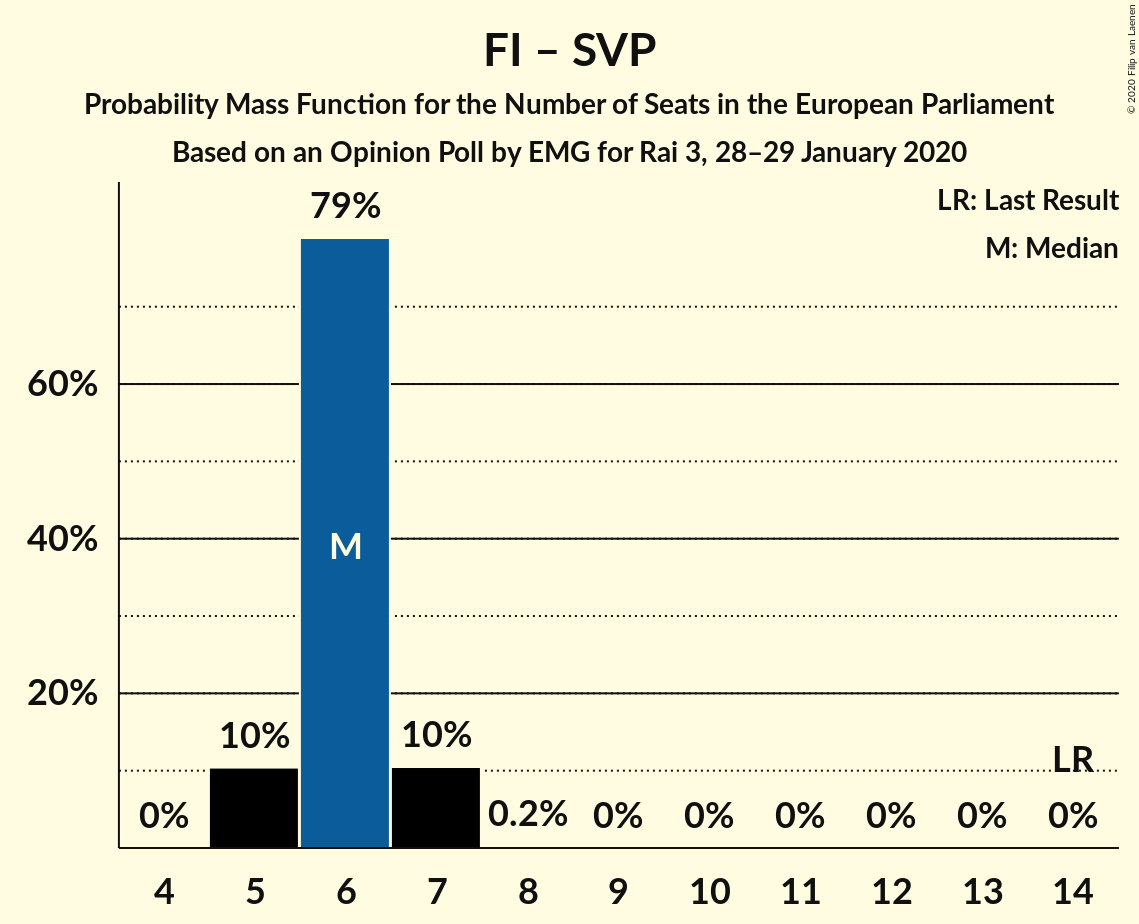 FI – SVP
Probability Mass Function for the Number of Seats in the European Parliament
Based on an Opinion Poll by EMG for Rai 3, 28–29 January 2020
© 2020 Filip van Laenen
LR: Last Result
M: Median
79%
60%
40%
M
20%
10%
10%
LR
0%
0.2%
0%
0%
0%
0%
0%
0%
4 5 6 7 8 9 10 11 12 13 14